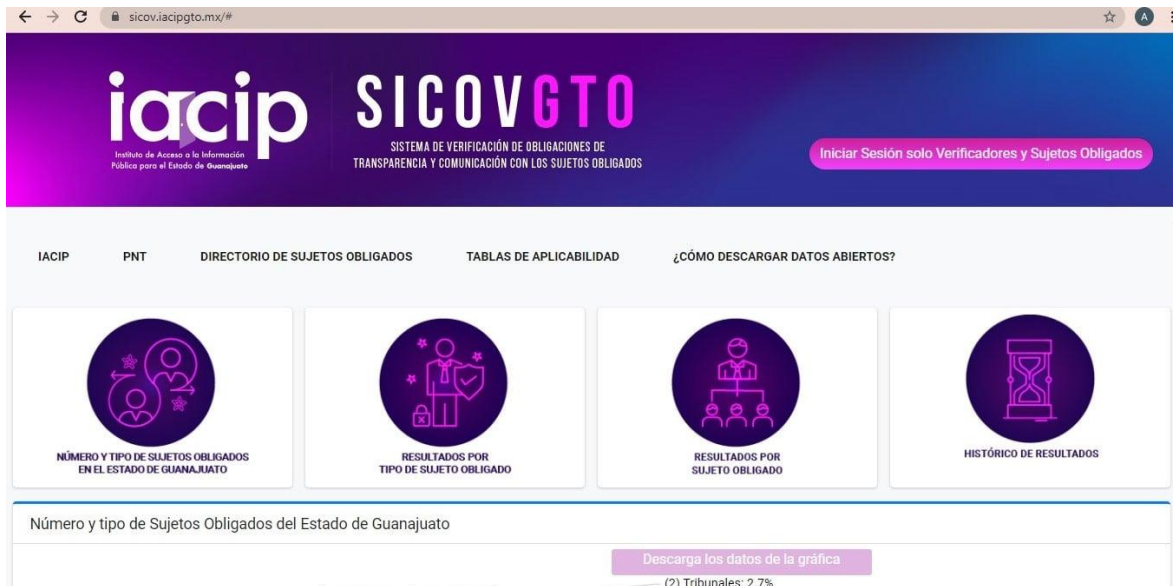 sicov.iacipgto.mx/#
A
iacip
Instituto de Acceso a la Información
Pública para el Estado de Guanajuato
SICOVGTO
SISTEMA DE VERIFICACIÓN DE OBLIGACIONES DE
TRANSPARENCIA Y COMUNICACIÓN CON LOS SUJETOS OBLIGADOS
Iniciar Sesión solo Verificadores y Sujetos Obligados
IACIP PNT DIRECTORIO DE SUJETOS OBLIGADOS TABLAS DE APLICABILIDAD ¿CÓMO DESCARGAR DATOS ABIERTOS?
NÚMERO Y TIPO DE SUJETOS OBLIGADOS
EN EL ESTADO DE GUANAJUATO
RESULTADOS POR
TIPO DE SUJETO OBLIGADO
RESULTADOS POR
SUJETO OBLIGADO
HISTÓRICO DE RESULTADOS
Número y tipo de Sujetos Obligados del Estado de Guanajuato
Descarga los datos de la gráfica
(2) Tribunales: 2.7%